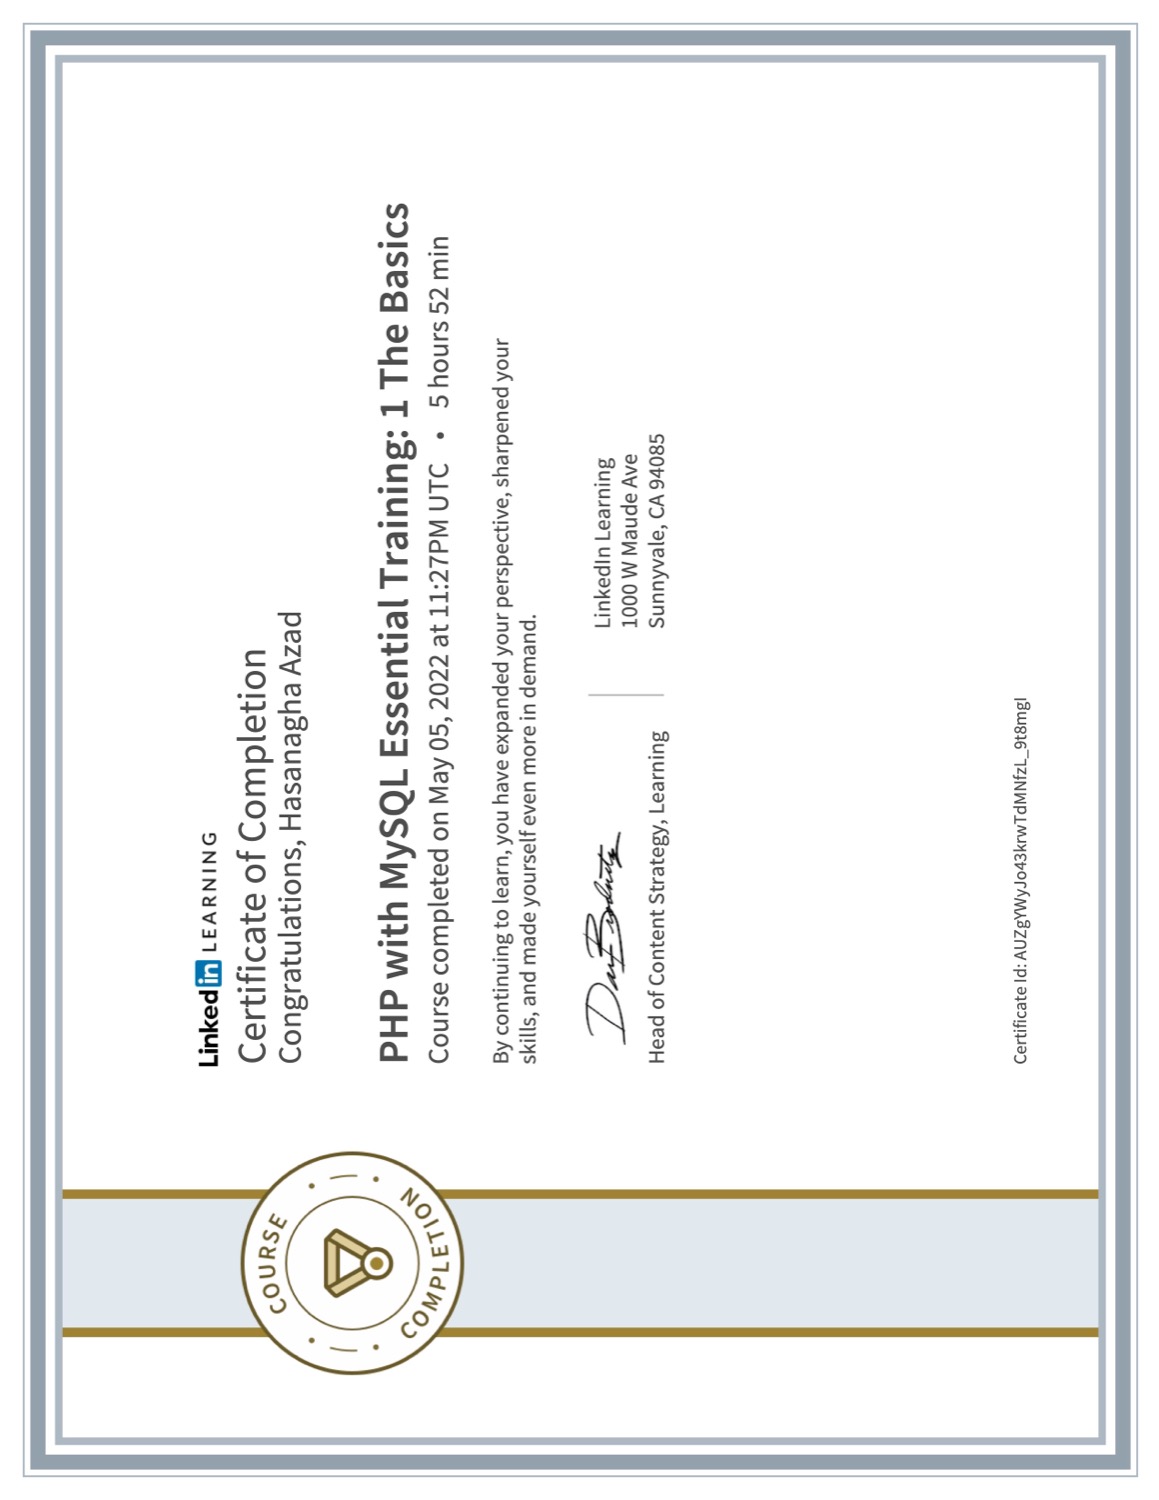 COURSE
COMPLETION
Linked in LEARNING
Certificate of Completion
Congratulations, Hasanagha Azad
PHP with MySQL Essential Training: 1 The Basics
Course completed on May 05, 2022 at 11:27PM UTC • 5 hours 52 min
By continuing to learn, you have expanded your perspective, sharpened your
skills, and made yourself even more in demand.
Head of Content Strategy, Learning
LinkedIn Learning
1000 W Maude Ave
Sunnyvale, CA 94085
Certificate Id: AUZgYWyJo43krwTdMNfzL_9t8mgI